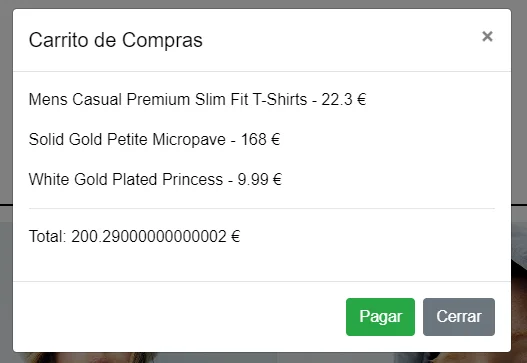 Carrito de Compras ×
Mens Casual Premium Slim Fit T-Shirts - 22.3 €
Solid Gold Petite Micropave - 168 €
White Gold Plated Princess - 9.99 €
Total: 200.29000000000002 €
Pagar Cerrar